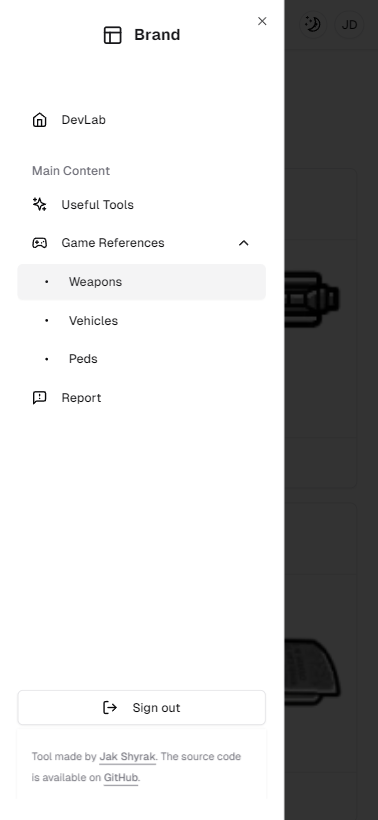 Brand
JD
DevLab
Main Content
Useful Tools
Game References
Weapons
Vehicles
Peds
Report
Sign out
Tool made by Jak Shyrak. The source code
is available on GitHub.